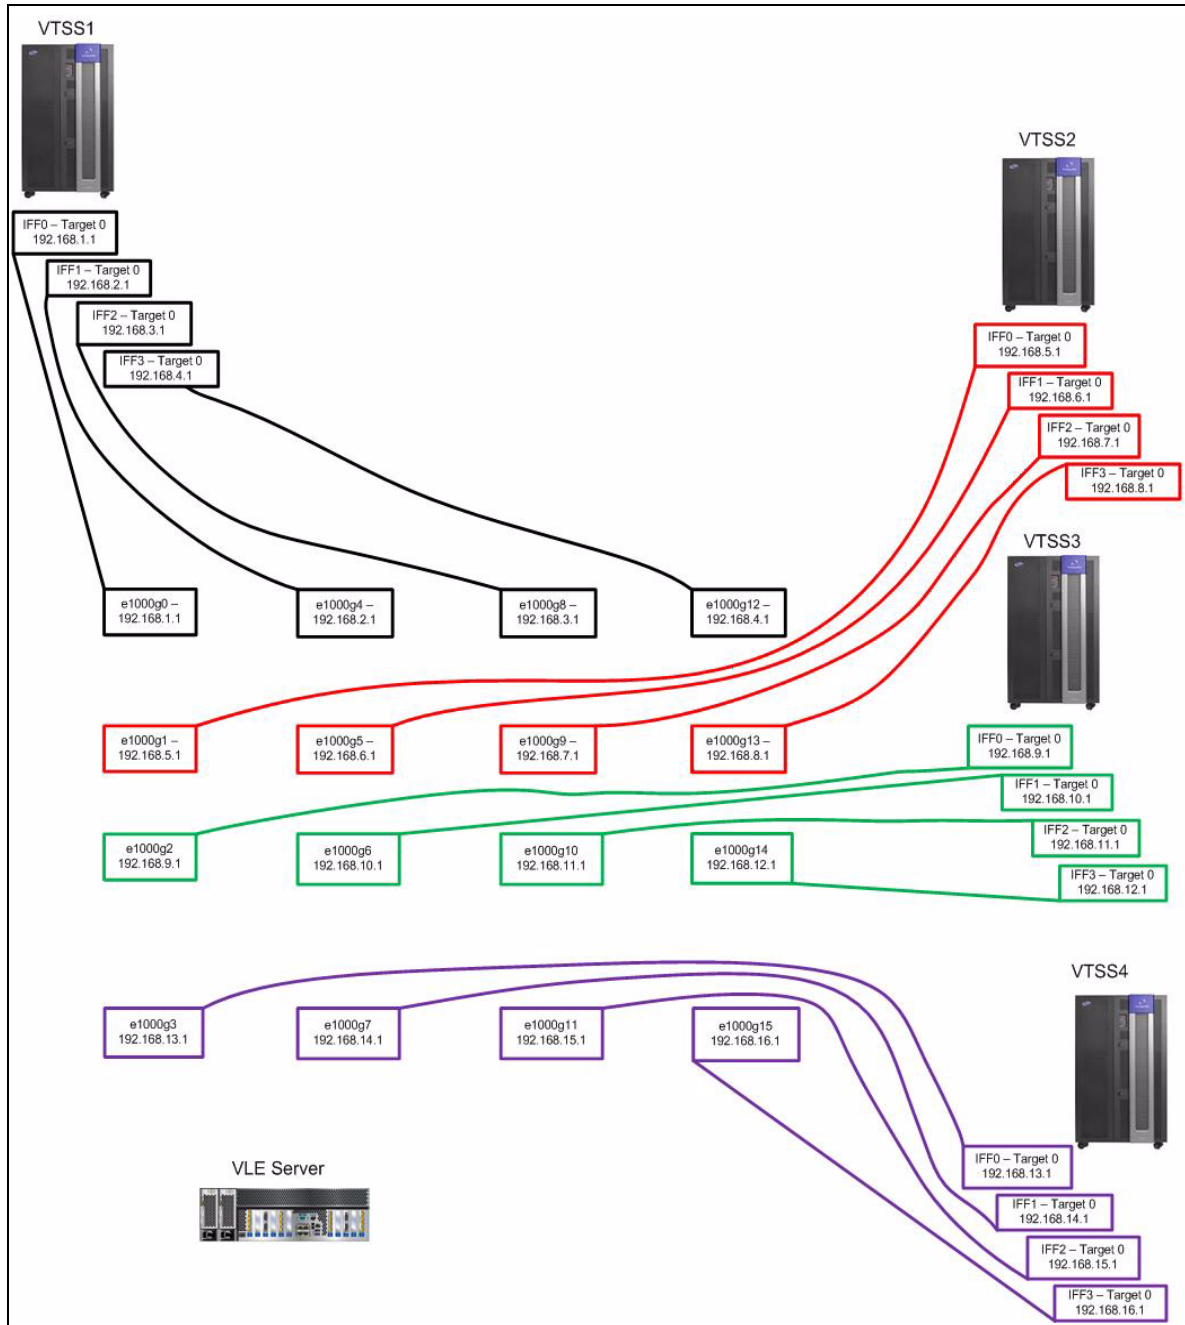 VTSS1
IFF0 – Target 0
192.168.1.1
IFF1 – Target 0
192.168.2.1
IFF2 – Target 0
192.168.3.1
IFF3 – Target 0
192.168.4.1
VTSS2
IFF0 – Target 0
192.168.5.1
IFF1 – Target 0
192.168.6.1
IFF2 – Target 0
192.168.7.1
IFF3 – Target 0
192.168.8.1
e1000g0 –
192.168.1.1
e1000g4 –
192.168.2.1
e1000g8 –
192.168.3.1
e1000g12 –
192.168.4.1
VTSS3
e1000g1 –
192.168.5.1
e1000g5 –
192.168.6.1
e1000g9 –
192.168.7.1
e1000g13 –
192.168.8.1
IFF0 – Target 0
192.168.9.1
IFF1 – Target 0
192.168.10.1
IFF2 – Target 0
192.168.11.1
IFF3 – Target 0
192.168.12.1
e1000g2
192.168.9.1
e1000g6
192.168.10.1
e1000g10
192.168.11.1
e1000g14
192.168.12.1
VTSS4
e1000g3
192.168.13.1
e1000g7
192.168.14.1
e1000g11
192.168.15.1
e1000g15
192.168.16.1
IFF0 – Target 0
192.168.13.1
IFF1 – Target 0
192.168.14.1
IFF2 – Target 0
192.168.15.1
IFF3 – Target 0
192.168.16.1
VLE Server